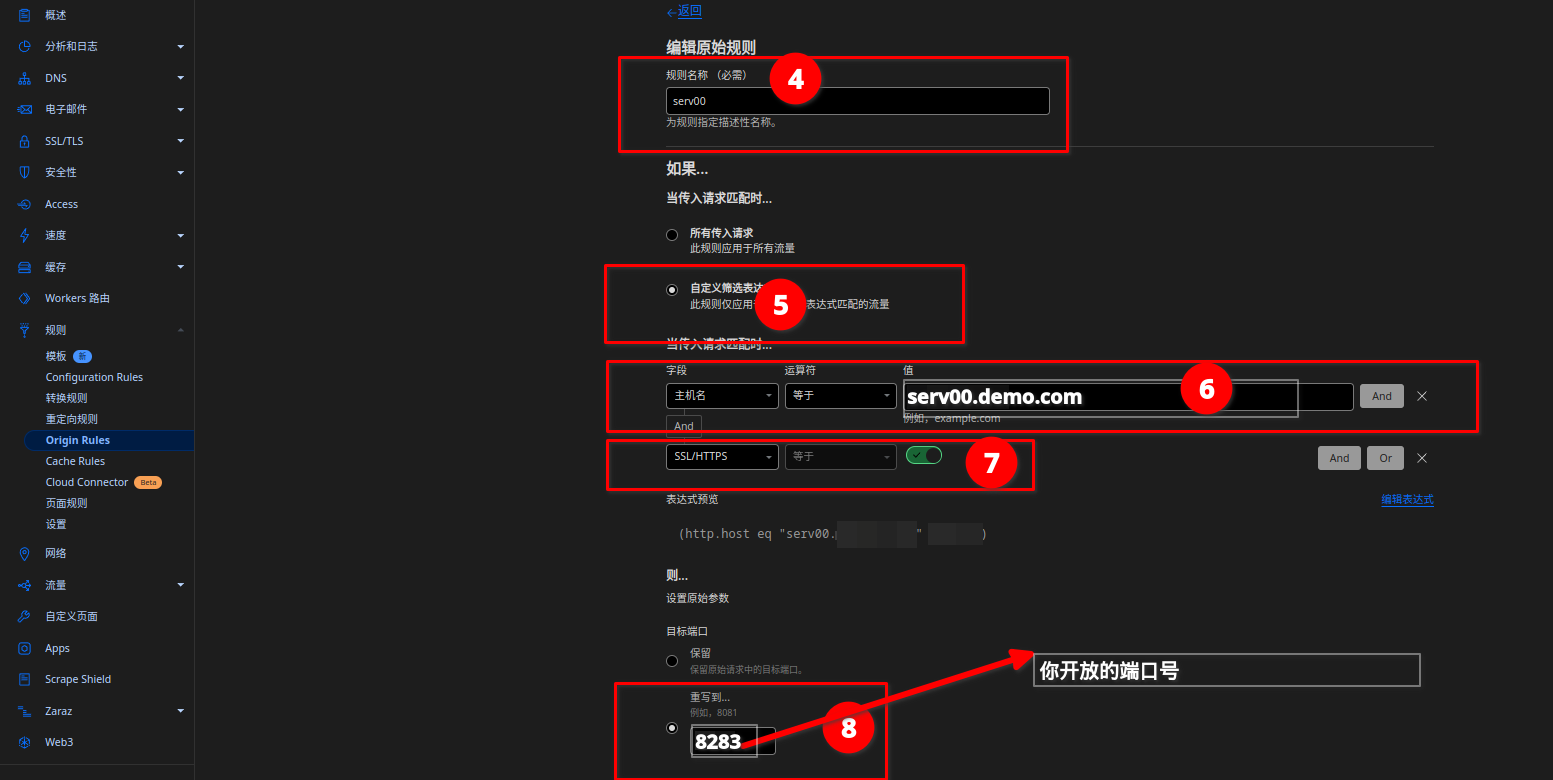 概述
分析和日志
DNS
电子邮件
SSL/TLS
安全性
Access
速度
缓存
Workers 路由
规则
模板 新
Configuration Rules
转换规则
重定向规则
Origin Rules
Cache Rules
Cloud Connector Beta
页面规则
设置
网络
流量
自定义页面
Apps
Scrape Shield
Zaraz
Web3
←返回
编辑原始规则
规则名称 （必需）
4
serv00
为规则指定描述性名称。
如果...
当传入请求匹配时...
所有传入请求
此规则应用于所有流量
自定义筛选表达
此规则仅应用 表达式匹配的流量
5
当传入请求匹配时...
字段 运算符 值
主机名 等于 serv00.demo.com And
6
例如，example.com
And
SSL/HTTPS 等于 And Or
7
表达式预览 编辑表达式
(http.host eq "serv00. " )
则...
设置原始参数
目标端口
保留
保留原始请求中的目标端口。
重写到...
例如，8081
8283
8
你开放的端口号